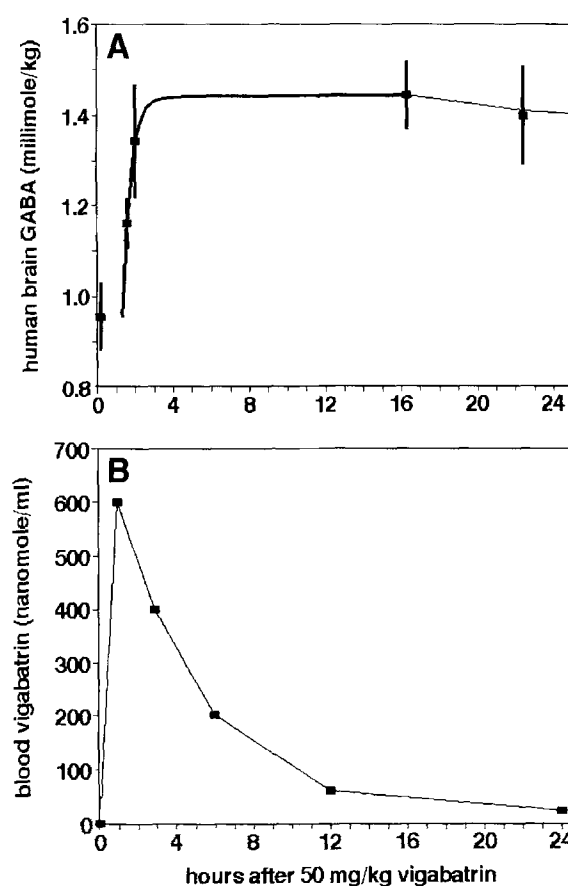 A
human brain GABA (millimole/kg)
1.6
1.4
1.2
1.0
0.8
0 4 8 12 16 20 24
B
blood vigabatrin (nanomole/ml)
700
600
500
400
300
200
100
0
0 4 8 12 16 20 24
hours after 50 mg/kg vigabatrin